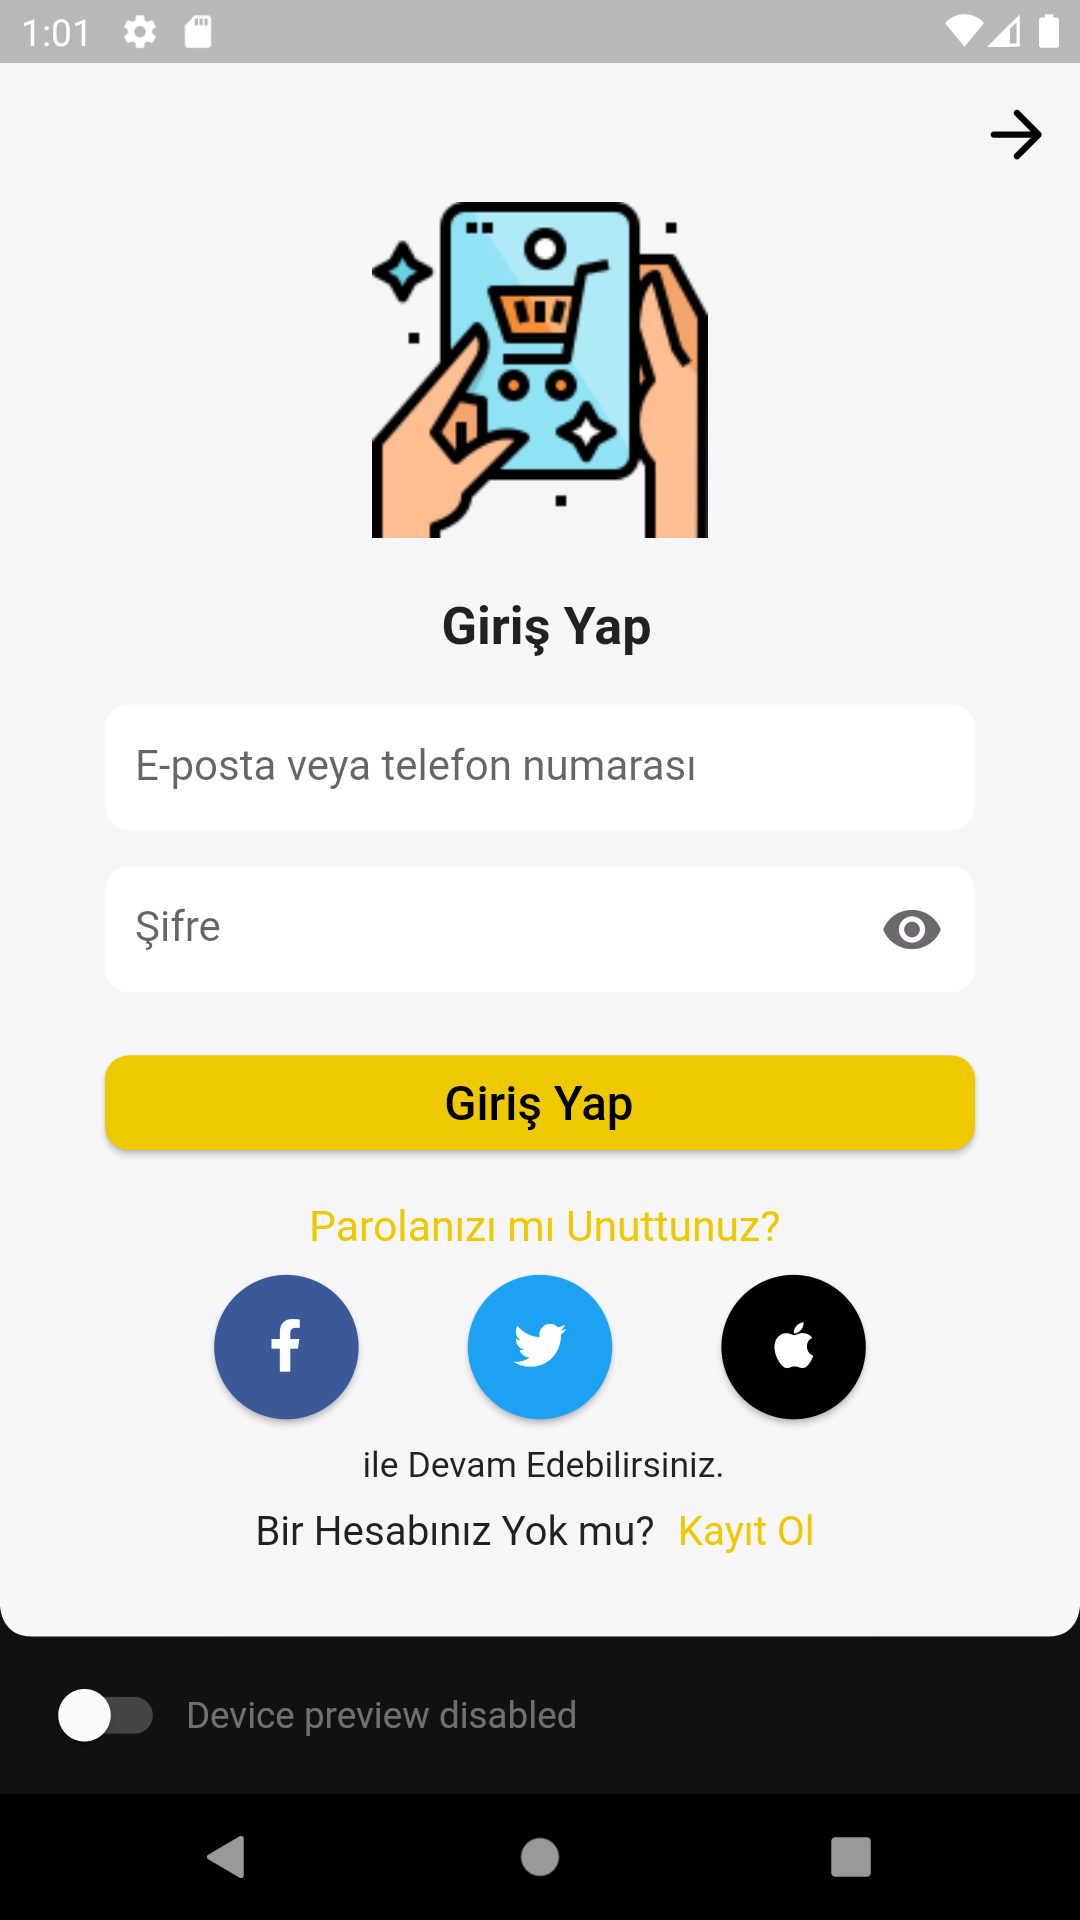 1:01
Giriş Yap
E-posta veya telefon numarası
Şifre
Giriş Yap
Parolanızı mı Unuttunuz?
ile Devam Edebilirsiniz.
Bir Hesabınız Yok mu? Kayıt Ol
Device preview disabled